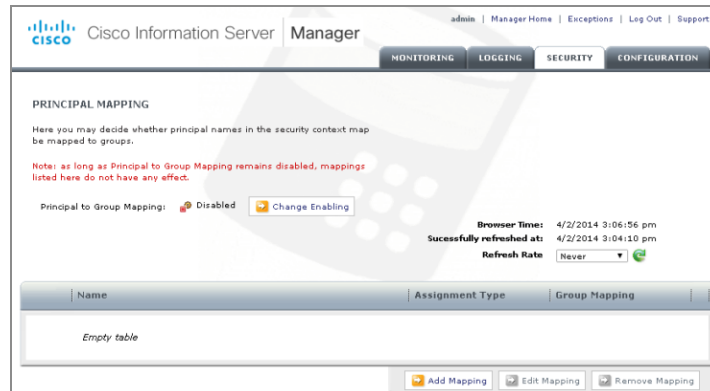 admin | Manager Home | Exceptions | Log Out | Support
CISCO Cisco Information Server | Manager
MONITORING LOGGING SECURITY CONFIGURATION
PRINCIPAL MAPPING
Here you may decide whether principal names in the security context map
be mapped to groups.
Note: as long as Principal to Group Mapping remains disabled, mappings
listed here do not have any effect.
Principal to Group Mapping: Disabled Change Enabling
Browser Time: 4/2/2014 3:06:56 pm
Sucessfully refreshed at: 4/2/2014 3:04:10 pm
Refresh Rate Never
Name Assignment Type Group Mapping
Empty table
Add Mapping Edit Mapping Remove Mapping